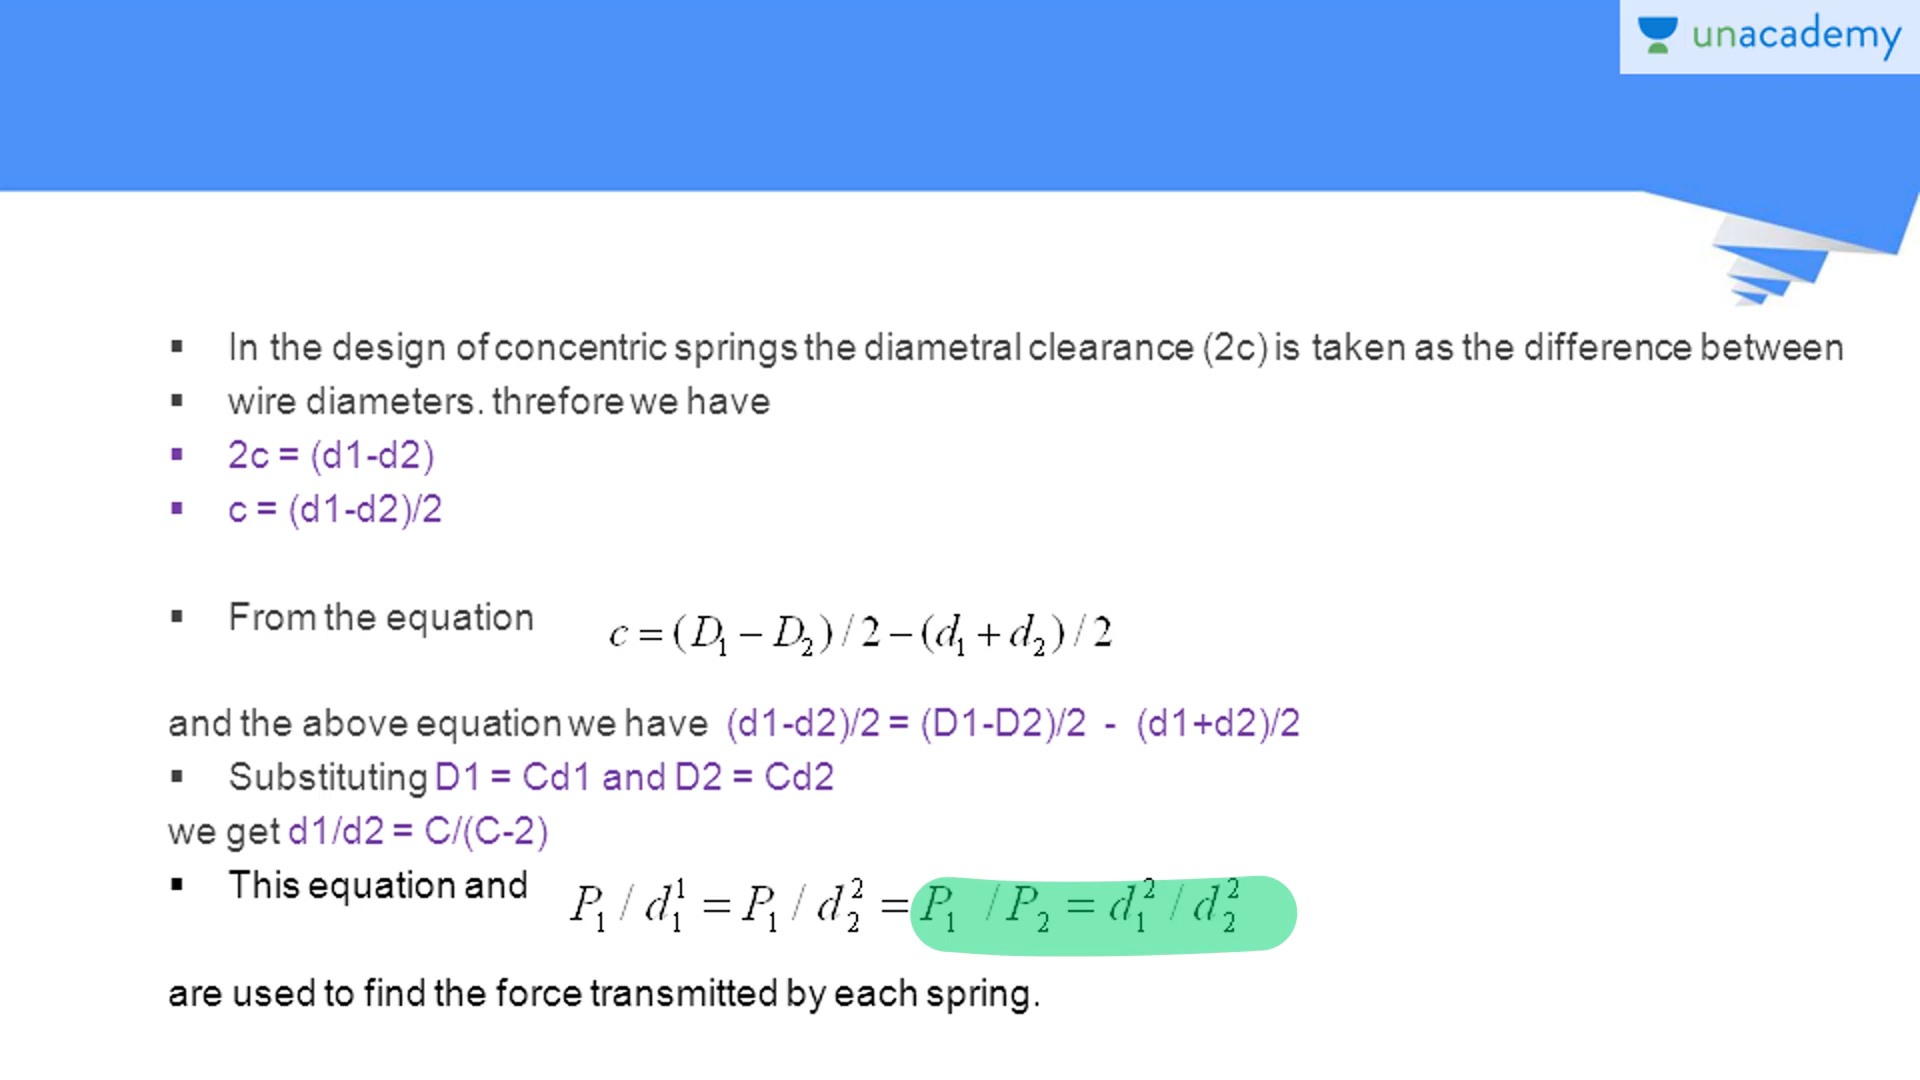 unacademy
▪ In the design of concentric springs the diametral clearance (2c) is taken as the difference between
▪ wire diameters. threfore we have
▪ 2c = (d1-d2)
▪ c = (d1-d2)/2
▪ From the equation c = (D₁ − D₂) / 2 − (d₁ + d₂) / 2
and the above equation we have (d1-d2)/2 = (D1-D2)/2 - (d1+d2)/2
▪ Substituting D1 = Cd1 and D2 = Cd2
we get d1/d2 = C/(C-2)
▪ This equation and P₁ / d₁¹ = P₁ / d₂² = P₁ / P₂ = d₁² / d₂²
are used to find the force transmitted by each spring.